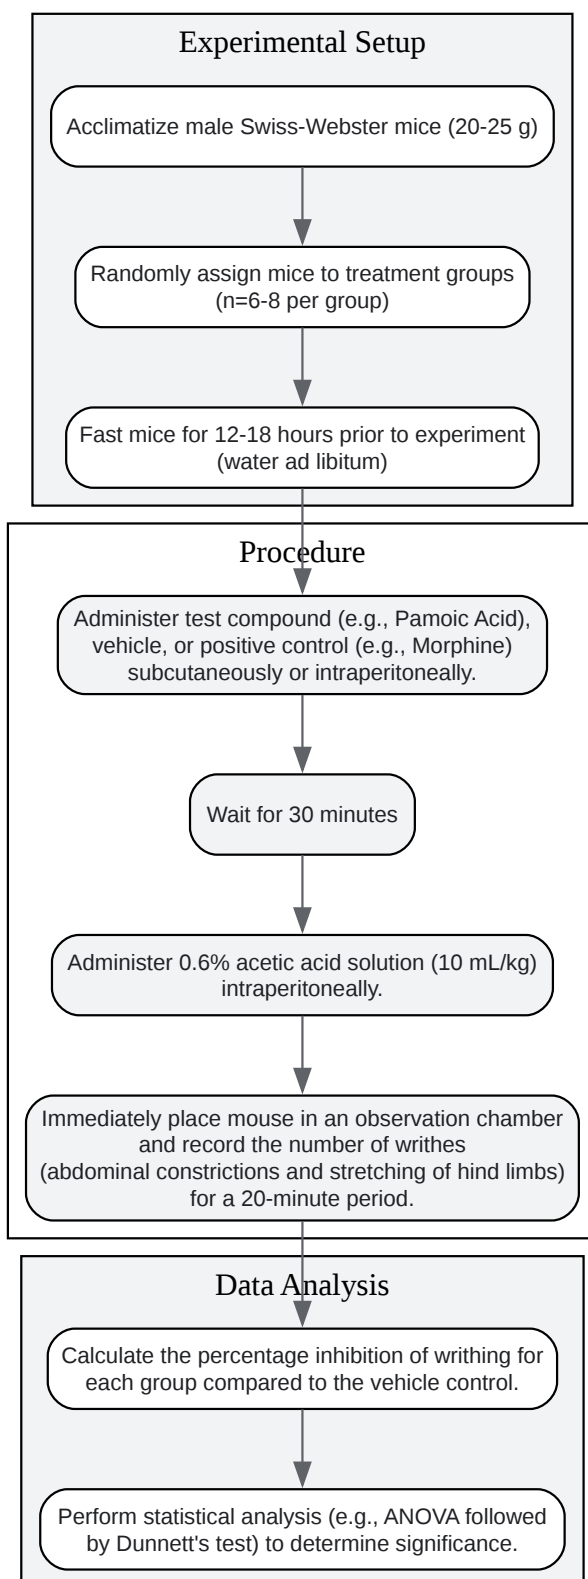 Experimental Setup
Acclimatize male Swiss-Webster mice (20-25 g)
Randomly assign mice to treatment groups
(n=6-8 per group)
Fast mice for 12-18 hours prior to experiment
(water ad libitum)
Procedure
Administer test compound (e.g., Pamoic Acid),
vehicle, or positive control (e.g., Morphine)
subcutaneously or intraperitoneally.
Wait for 30 minutes
Administer 0.6% acetic acid solution (10 mL/kg)
intraperitoneally.
Immediately place mouse in an observation chamber
and record the number of writhes
(abdominal constrictions and stretching of hind limbs)
for a 20-minute period.
Data Analysis
Calculate the percentage inhibition of writhing for
each group compared to the vehicle control.
Perform statistical analysis (e.g., ANOVA followed
by Dunnett's test) to determine significance.